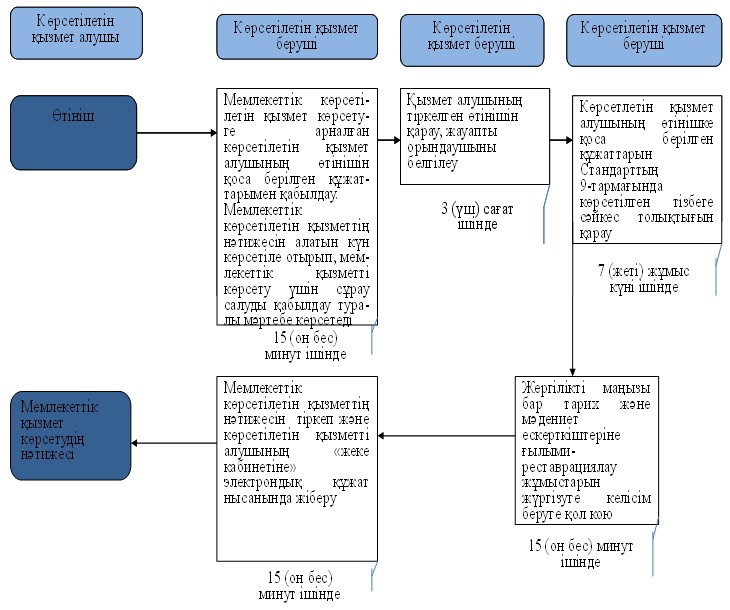 Көрсетілетін
қызмет алушы
Көрсетілетін қызмет
беруші
Көрсетілетін
қызмет беруші
Көрсетілетін қызмет
беруші
Өтініш
Мемлекеттік көрсеті-
летін қызмет көрсету-
ге арналған
көрсетілетін қызмет
алушының өтінішін
қоса берілген құжат-
тарымен қабылдау.
Мемлекеттік
көрсетілетін қызметтің
нәтижесін алатын күн
көрсетіле отырып, мем-
лекеттік қызметті
көрсету үшін сұрау
салуды қабылдау тура-
лы мәртебе көрсетеді
15 (он бес)
минут ішінде
Қызмет алушының
тіркелген өтінішін
қарау, жауапты
орындаушыны
белгілеу
3 (үш) сағат
ішінде
Көрсетлетін қызмет
алушының өтінішке
қоса берілген
құжаттарын
Стандарттың
9-тармағында
көрсетілген тізбеге
сәйкес толықтығын
қарау
7 (жеті) жұмыс
күні ішінде
Жергілікті маңызы
бар тарих және
мәдениет
ескерткіштеріне
ғылыми-
реставрациялау
жұмыстарын
жүргізуге келісім
беруге қол қою
15 (он бес) минут
ішінде
Мемлекеттік
көрсетілетін қызметтің
нәтижесін тіркеп және
көрсетілетін қызметті
алушының «жеке
кабинетіне»
электрондық құжат
нысанында жіберу
15 (он бес)
минут ішінде
Мемлекеттік
қызмет
көрсетудің
нәтижесі